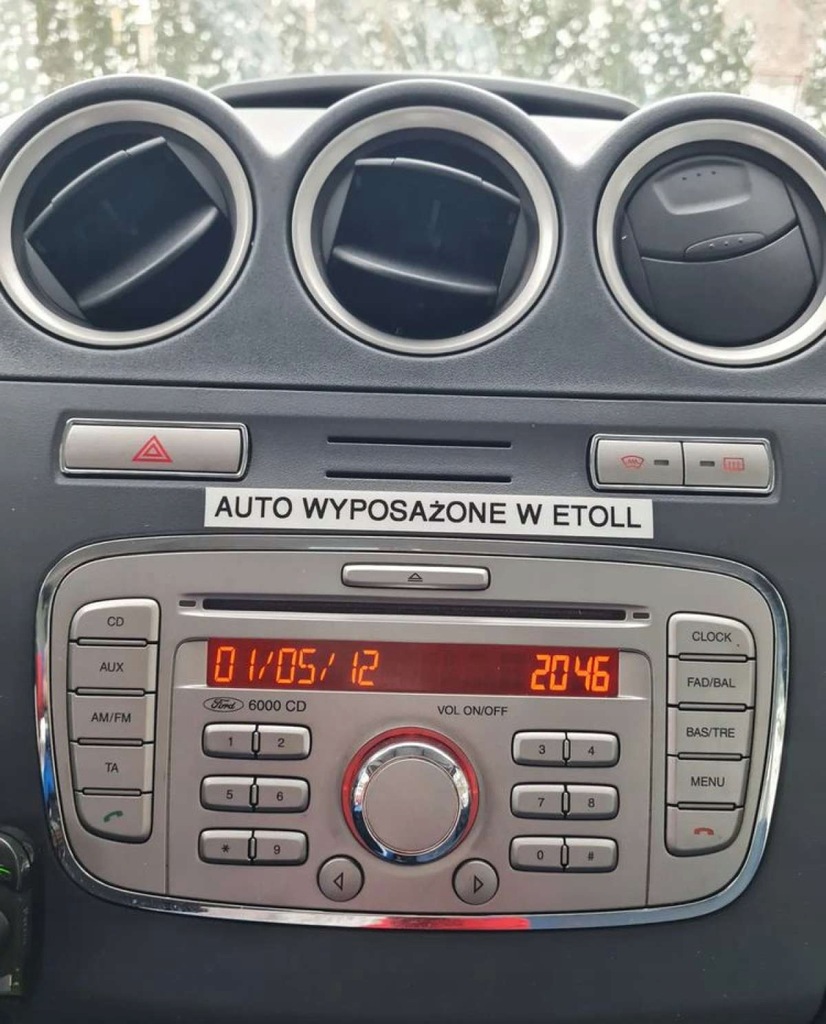 AUTO WYPOSAŻONE W ETOLL
CD
AUX
AM/FM
TA
01/05/12 2046
Ford 6000 CD
VOL ON/OFF
1 2
5 6
* 9
3 4
7 8
0 #
CLOCK
FAD/BAL
BAS/TRE
MENU